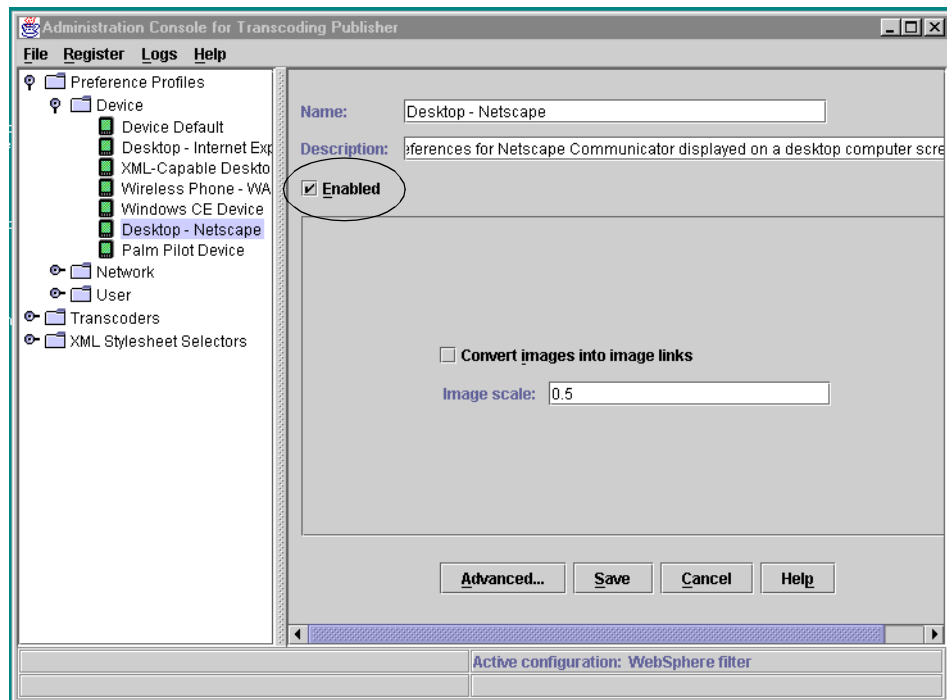 Administration Console for Transcoding Publisher
File Register Logs Help
Preference Profiles
Device
Device Default
Desktop - Internet Exp
XML-Capable Deskto
Wireless Phone - WA
Windows CE Device
Desktop - Netscape
Palm Pilot Device
Network
User
Transcoders
XML Stylesheet Selectors
Name: Desktop - Netscape
Description: eferences for Netscape Communicator displayed on a desktop computer scre
Enabled
Convert images into image links
Image scale: 0.5
Advanced... Save Cancel Help
Active configuration: WebSphere filter